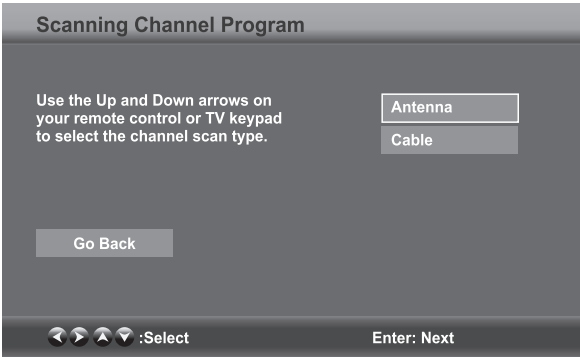 Scanning Channel Program
Use the Up and Down arrows on
your remote control or TV keypad
to select the channel scan type.
Antenna
Cable
Go Back
:Select
Enter: Next